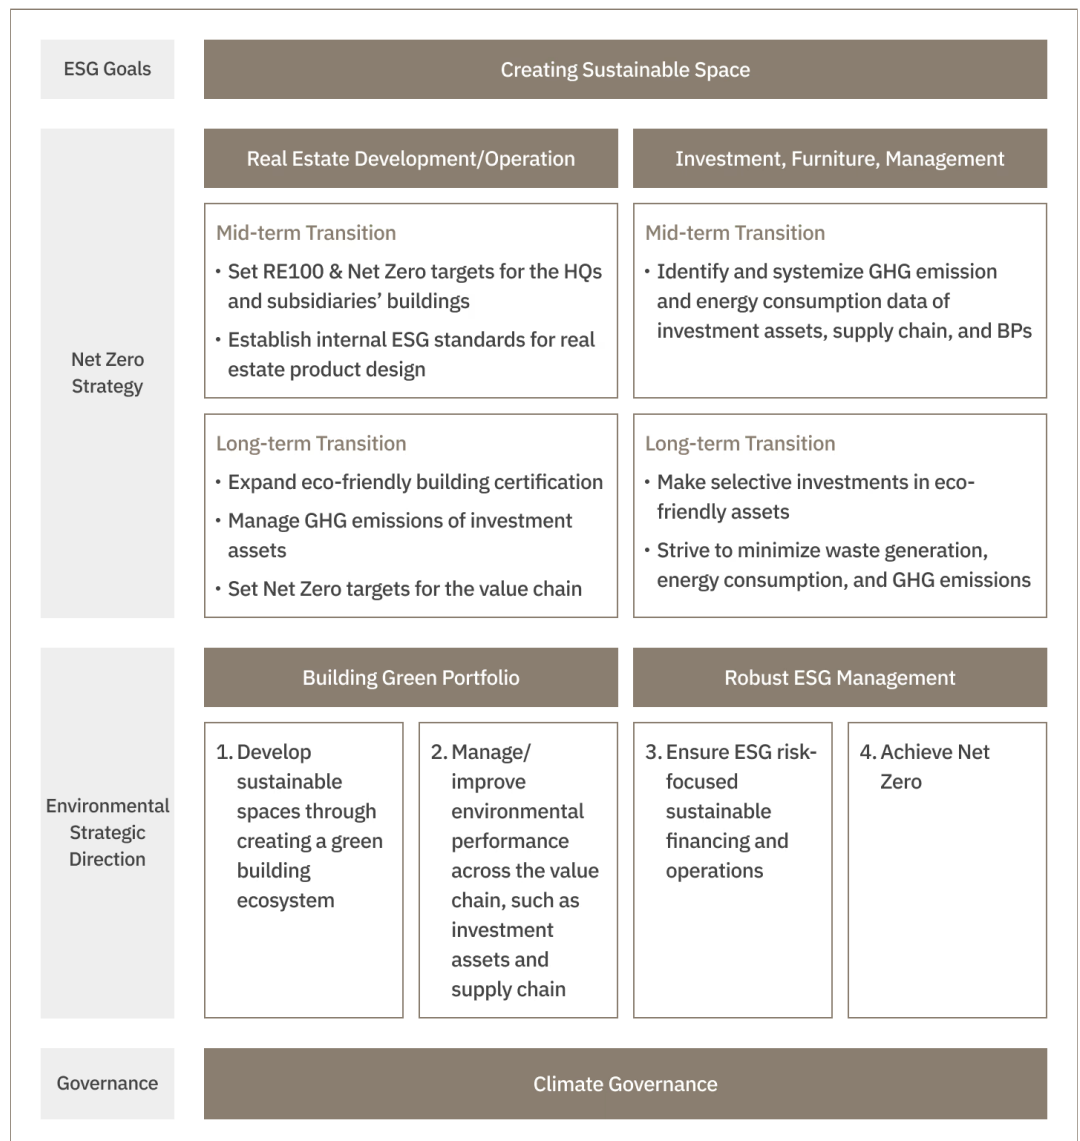 ESG Goals
Creating Sustainable Space
Net Zero
Strategy
Real Estate Development/Operation
Mid-term Transition
• Set RE100 & Net Zero targets for the HQs
and subsidiaries’ buildings
• Establish internal ESG standards for real
estate product design
Long-term Transition
• Expand eco-friendly building certification
• Manage GHG emissions of investment
assets
• Set Net Zero targets for the value chain
Investment, Furniture, Management
Mid-term Transition
• Identify and systemize GHG emission
and energy consumption data of
investment assets, supply chain, and BPs
Long-term Transition
• Make selective investments in eco-
friendly assets
• Strive to minimize waste generation,
energy consumption, and GHG emissions
Environmental
Strategic
Direction
Building Green Portfolio
1. Develop
sustainable
spaces through
creating a green
building
ecosystem
2. Manage/
improve
environmental
performance
across the value
chain, such as
investment
assets and
supply chain
Robust ESG Management
3. Ensure ESG risk-
focused
sustainable
financing and
operations
4. Achieve Net
Zero
Governance
Climate Governance